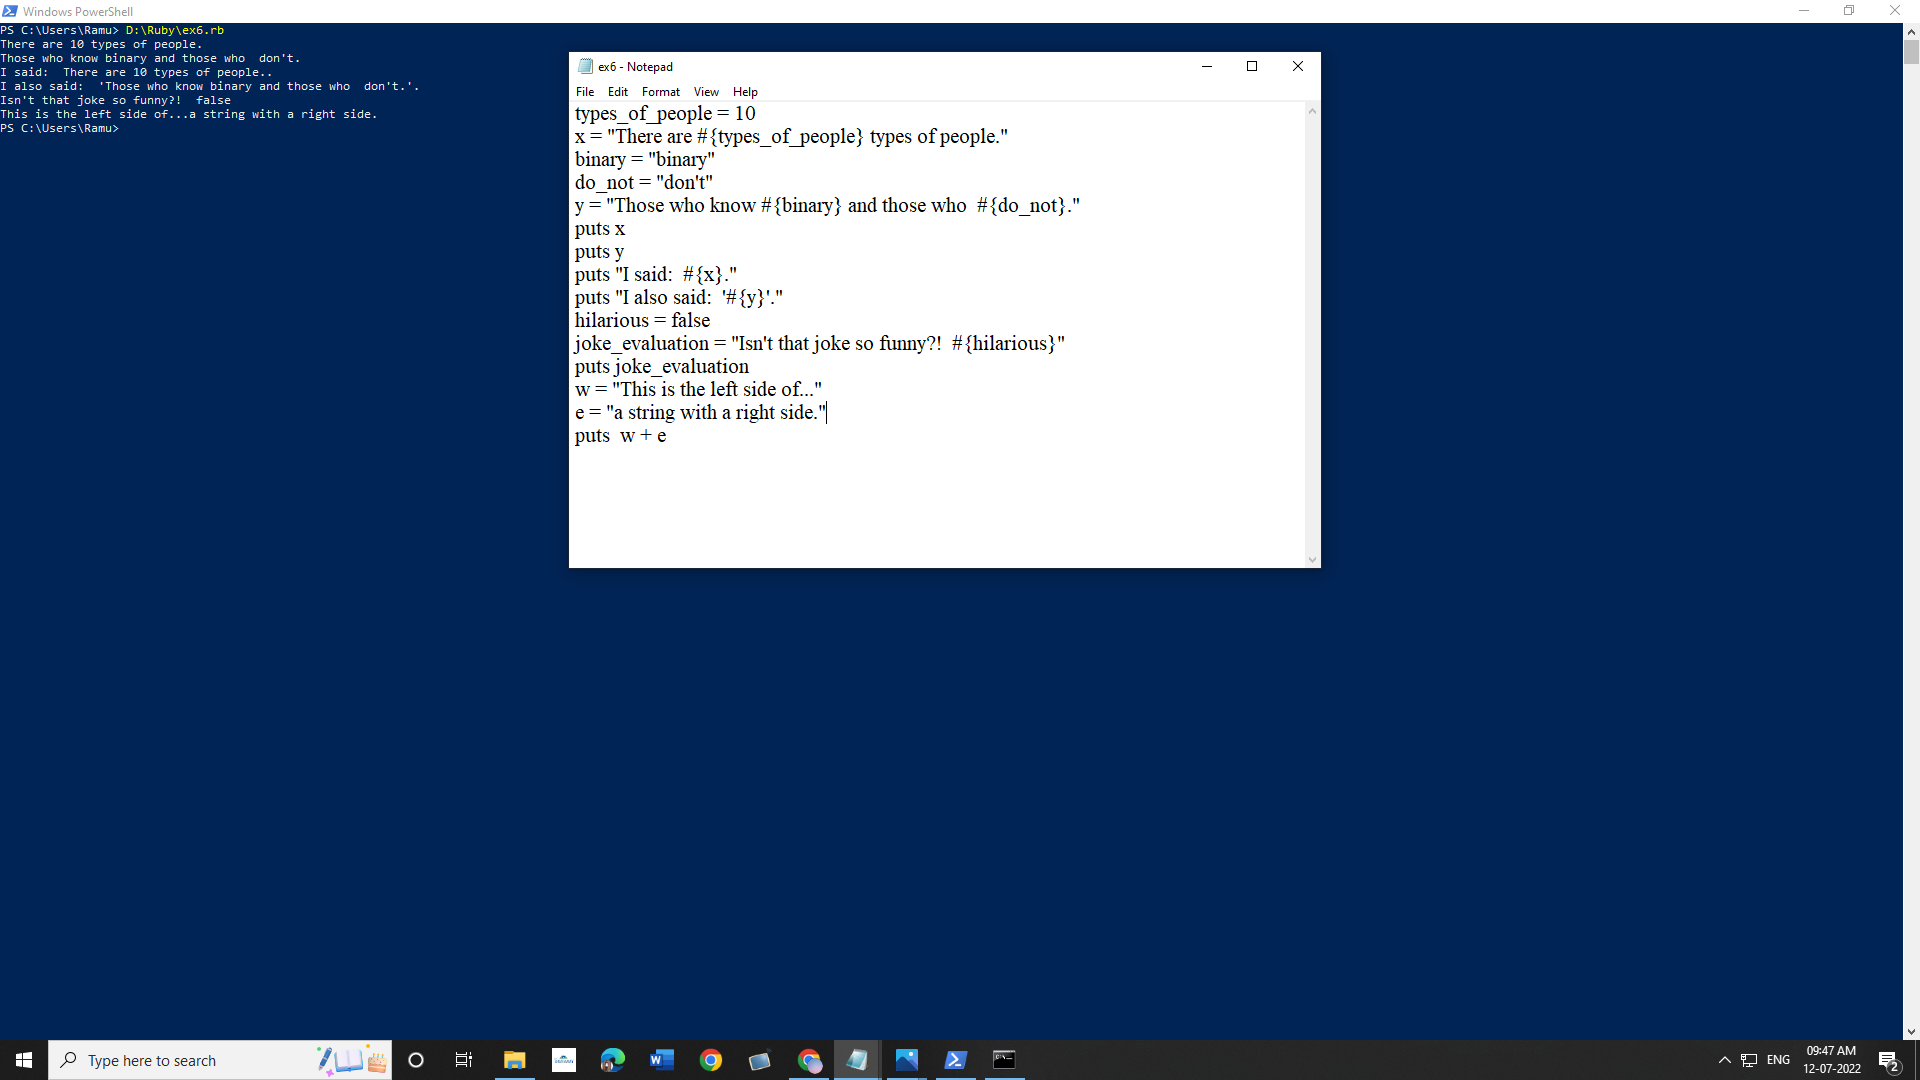 Windows PowerShell
PS C:\Users\Ramu> D:\Ruby\ex6.rb
There are 10 types of people.
Those who know binary and those who  don't.
I said:  There are 10 types of people..
I also said:  'Those who know binary and those who  don't.'.
Isn't that joke so funny?!  false
This is the left side of...a string with a right side.
PS C:\Users\Ramu>
ex6 - Notepad
File Edit Format View Help
types_of_people = 10
x = "There are #{types_of_people} types of people."
binary = "binary"
do_not = "don't"
y = "Those who know #{binary} and those who  #{do_not}."
puts x
puts y
puts "I said:  #{x}."
puts "I also said:  '#{y}'."
hilarious = false
joke_evaluation = "Isn't that joke so funny?!  #{hilarious}"
puts joke_evaluation
w = "This is the left side of..."
e = "a string with a right side."
puts  w + e
Type here to search
ENG
09:47 AM
12-07-2022
2